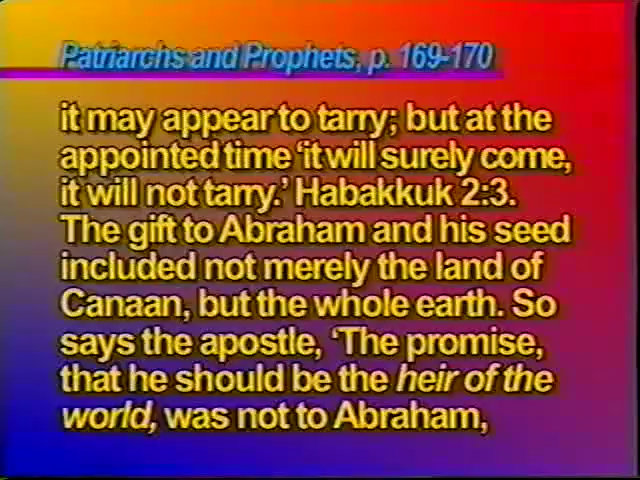 Patriarchs and Prophets, p. 169-170
it may appear to tarry; but at the
appointed time ‘it will surely come,
it will not tarry.’ Habakkuk 2:3.
The gift to Abraham and his seed
included not merely the land of
Canaan, but the whole earth. So
says the apostle, ‘The promise,
that he should be the heir of the
world, was not to Abraham,